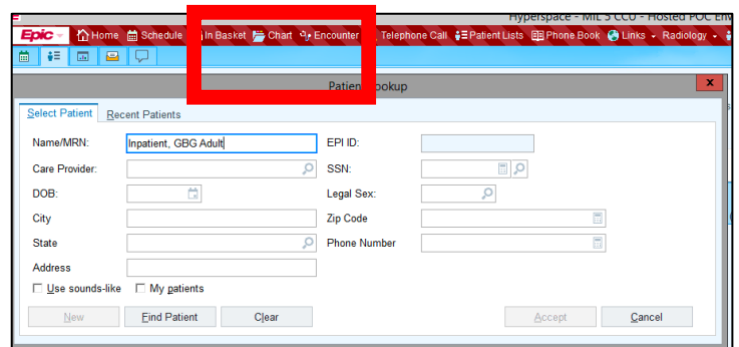 Hyperspace - MIL 5 CCU - Hosted POC Env
Epic Home Schedule In Basket Chart Encounter Telephone Call Patient Lists Phone Book Links Radiology
Patient Lookup
Select Patient Recent Patients
Name/MRN: Inpatient, GBG Adult EPI ID:
Care Provider: SSN:
DOB: Legal Sex:
City Zip Code
State Phone Number
Address
Use sounds-like My patients
New Find Patient Clear Accept Cancel